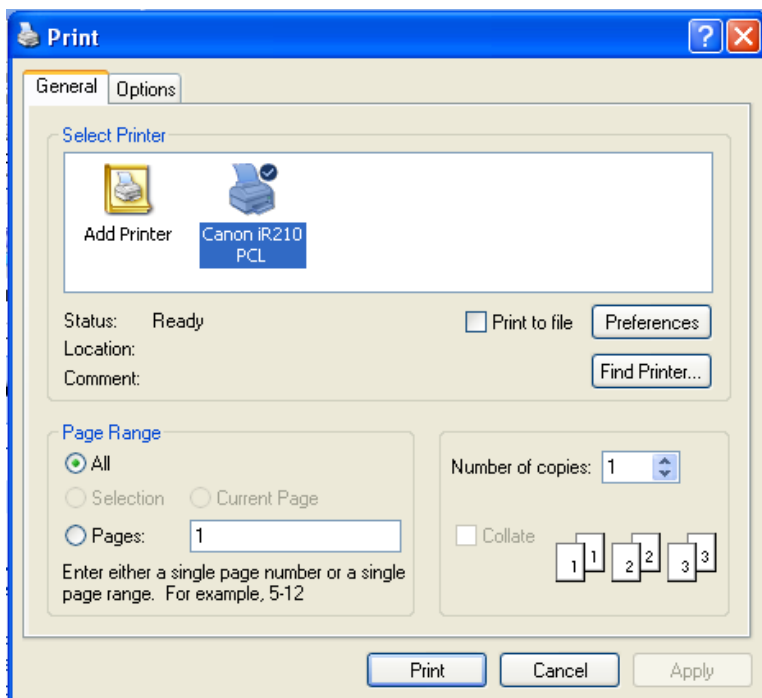 Print
General Options
Select Printer
Add Printer Canon iR210
PCL
Status: Ready Print to file Preferences
Location:
Comment: Find Printer...
Page Range
All Number of copies: 1
Selection Current Page
Pages: 1 Collate 1 1 2 2 3 3
Enter either a single page number or a single
page range. For example, 5-12
Print Cancel Apply